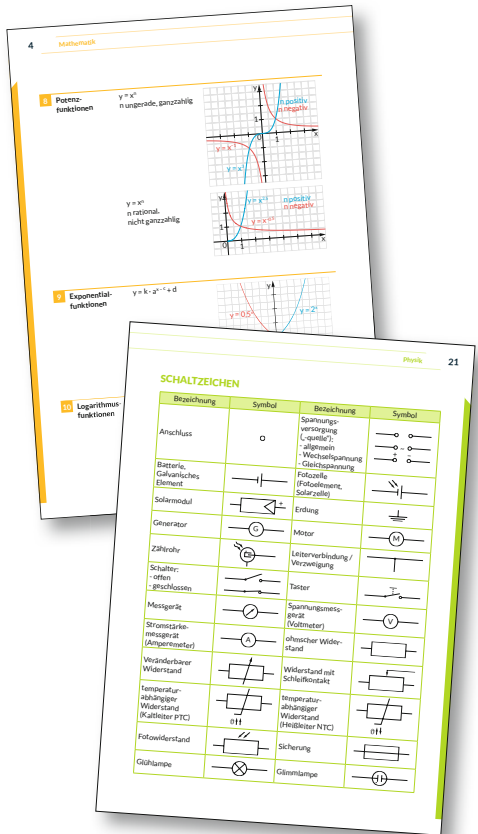 4
Mathematik
8
Potenz-
funktionen
y = xⁿ
n ungerade, ganzzahlig
y
n positiv
n negativ
1
0
1
x
y = xⁿ
n rational,
nicht ganzzahlig
y
n positiv
n negativ
1
0
1
x
9
Exponential-
funktionen
y = k · aˣ⁻ᶜ + d
y
y = 0,5ˣ
y = 2ˣ
10
Logarithmus-
funktionen
Physik
21
SCHALTZEICHEN
Bezeichnung
Symbol
Bezeichnung
Symbol
Anschluss
Spannungs-
versorgung
(„-quelle“):
- allgemein
- Wechselspannung
- Gleichspannung
Batterie,
Galvanisches
Element
Fotozelle
(Fotoelement,
Solarzelle)
Solarmodul
+
Erdung
Generator
G
Motor
M
Zählrohr
Leiterverbindung /
Verzweigung
Schalter:
- offen
- geschlossen
Taster
Messgerät
Spannungsmess-
gerät
(Voltmeter)
V
Stromstärke-
messgerät
(Amperemeter)
A
ohmscher Wider-
stand
Veränderbarer
Widerstand
Widerstand mit
Schleifkontakt
temperatur-
abhängiger
Widerstand
(Kaltleiter PTC)
temperatur-
abhängiger
Widerstand
(Heißleiter NTC)
Fotowiderstand
Sicherung
Glühlampe
Glimmlampe